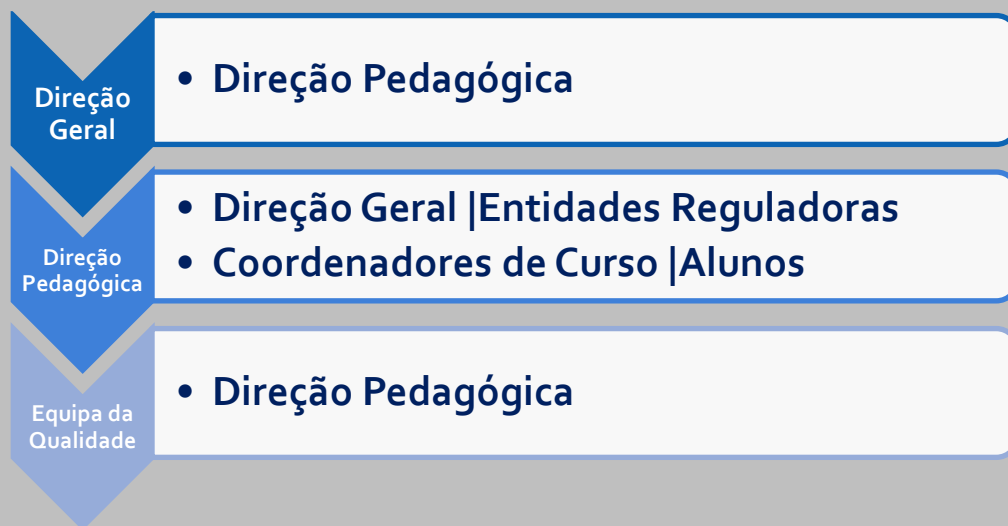 Direção
Geral
• Direção Pedagógica
Direção
Pedagógica
• Direção Geral |Entidades Reguladoras
• Coordenadores de Curso |Alunos
Equipa da
Qualidade
• Direção Pedagógica